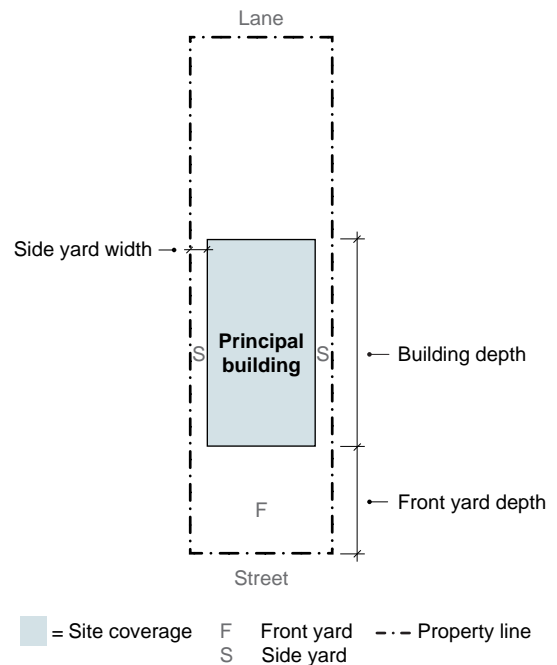 Lane
Side yard width
Principal
building
S
S
Building depth
F
Front yard depth
Street
= Site coverage
F Front yard
Property line
S Side yard